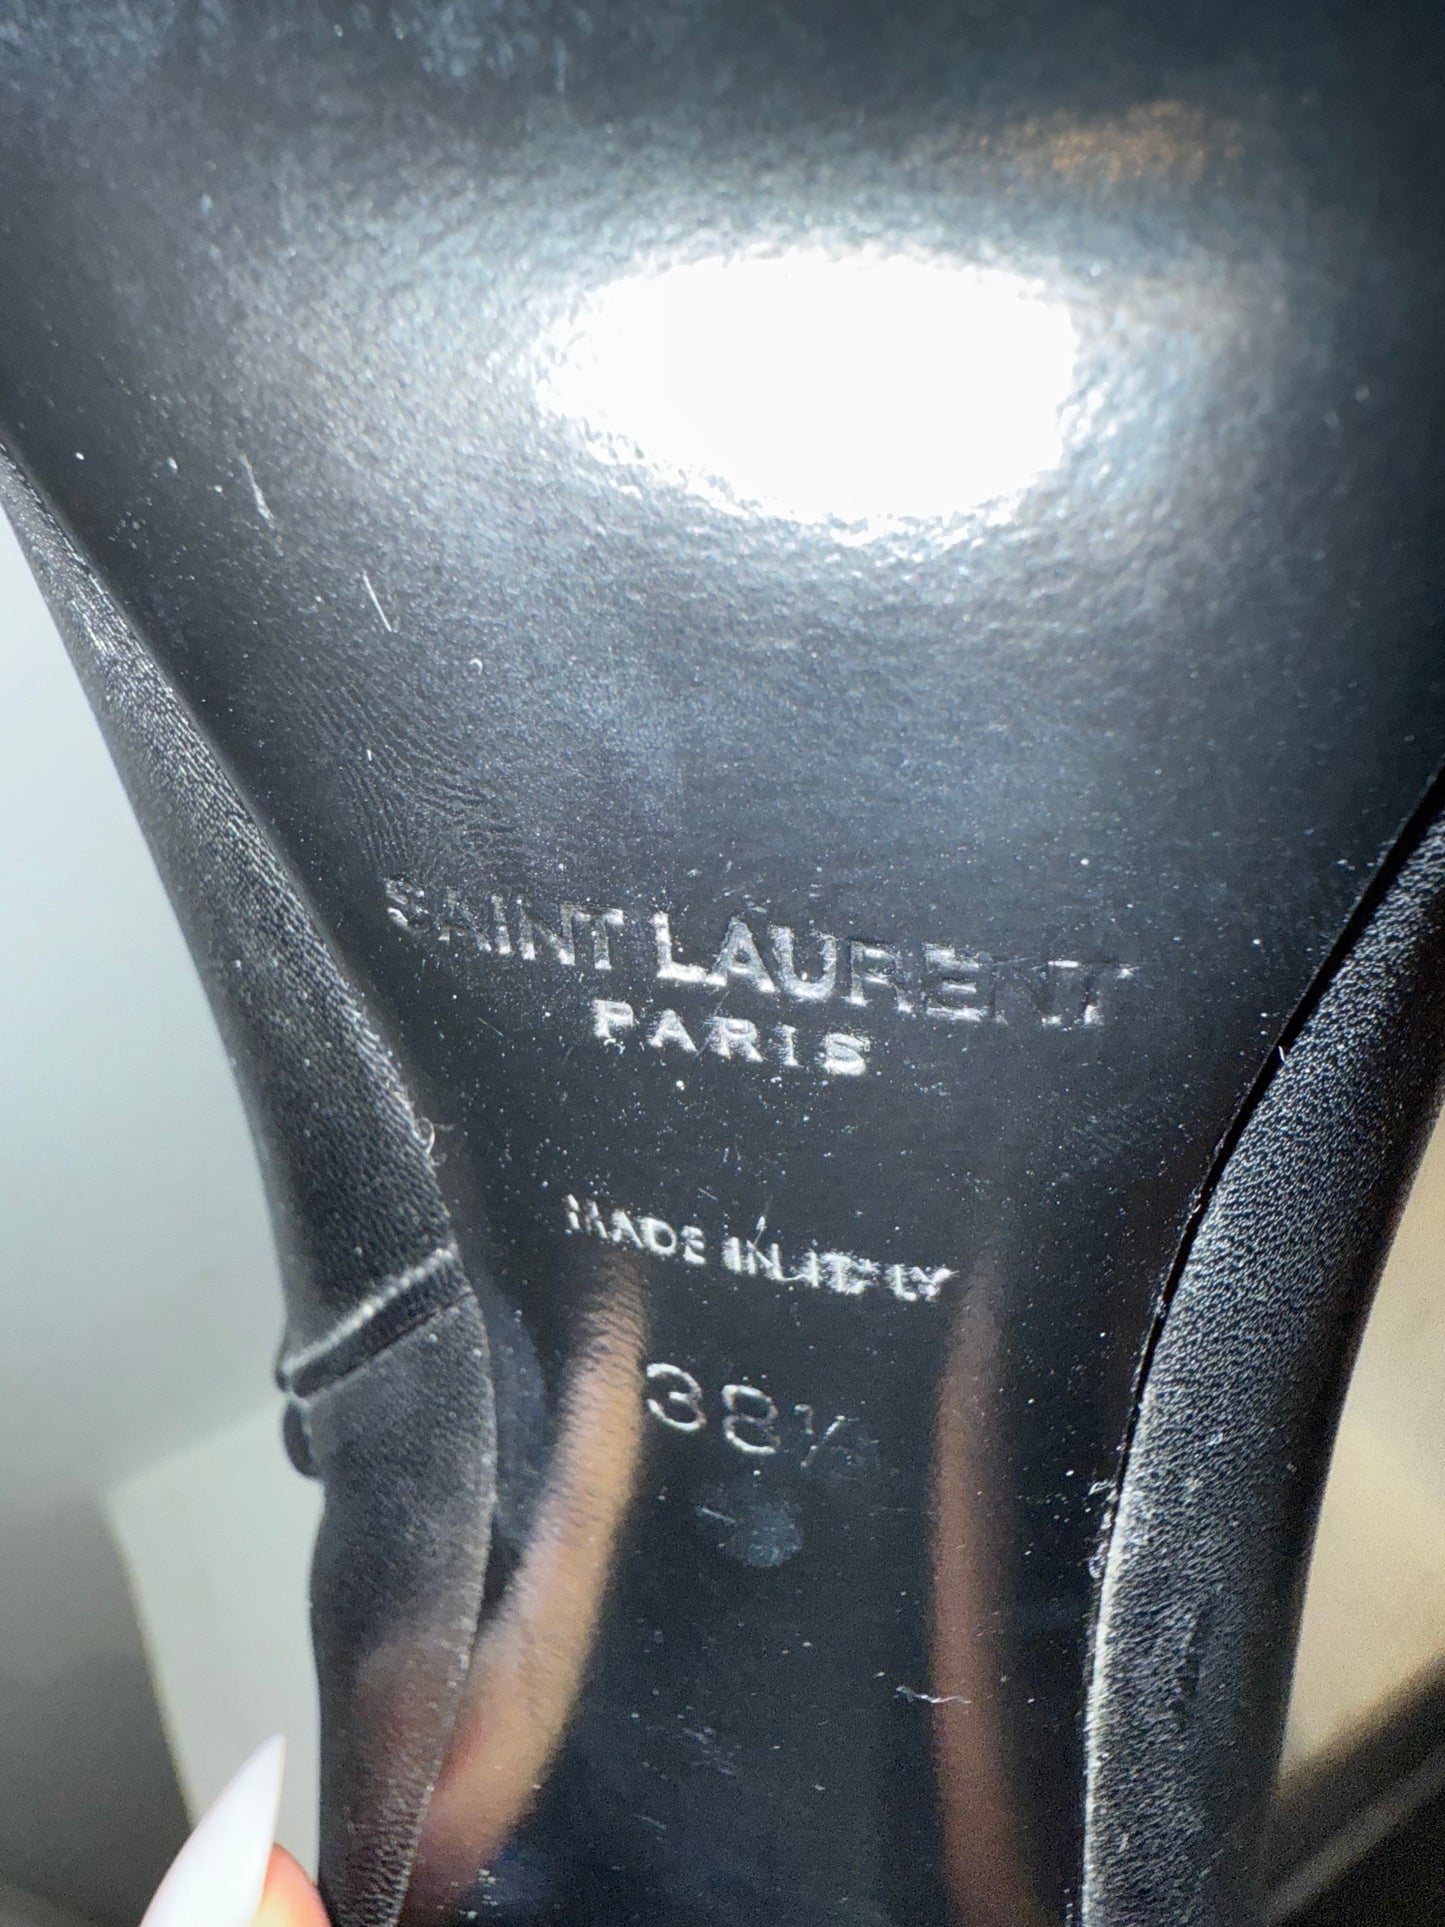 SAINT LAURENT
PARIS
MADE IN ITALY
38½